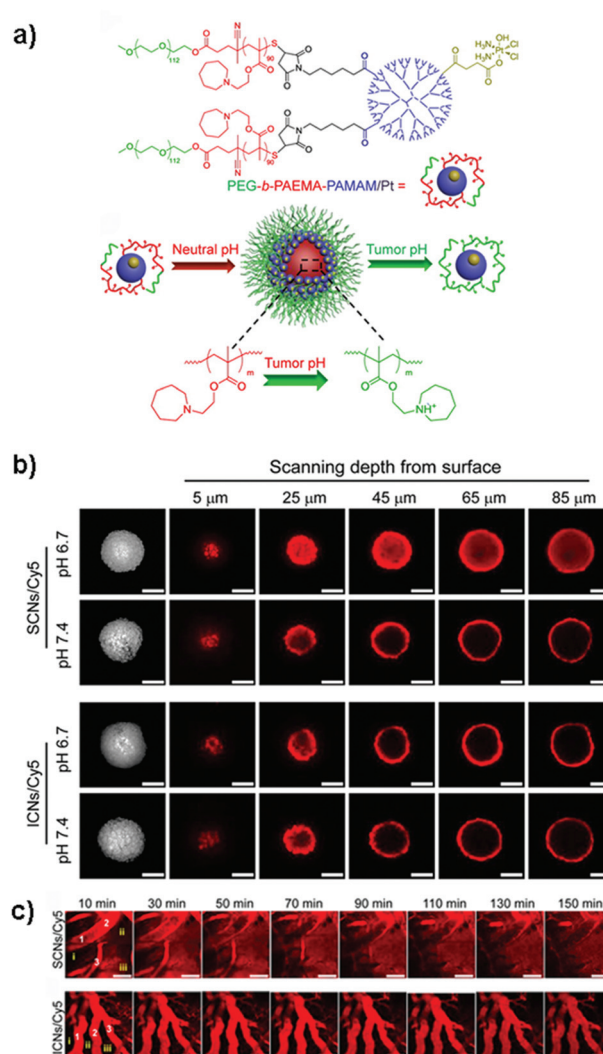 a)
O
112
O
O
CN
S
90
O
O
N
O
N
O
O
O
O
OH
H₂N
Pt
Cl
H₂N
Cl
O
N
O
112
O
O
CN
S
90
O
O
N
O
O
PEG-b-PAEMA-PAMAM/Pt =
Neutral pH
Tumor pH
m
O
O
N
Tumor pH
m
O
O
NH⁺
b)
Scanning depth from surface
5 μm 25 μm 45 μm 65 μm 85 μm
SCNs/Cy5
pH 6.7
pH 7.4
ICNs/Cy5
pH 6.7
pH 7.4
c)
10 min 30 min 50 min 70 min 90 min 110 min 130 min 150 min
SCNs/Cy5
1 2 3
i ii iii
ICNs/Cy5
1 2 3
i ii iii